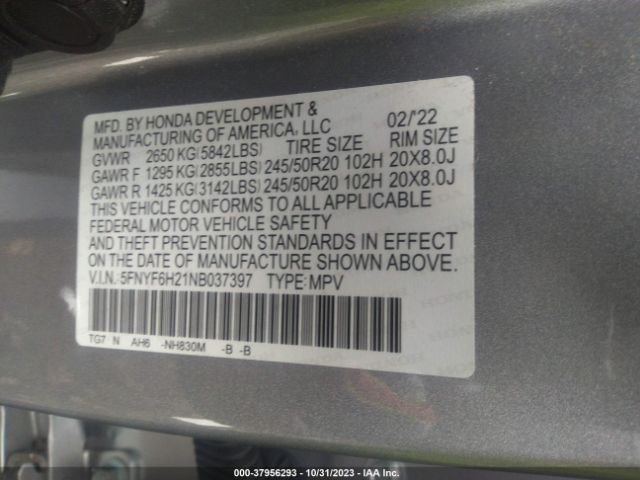 MFD. BY HONDA DEVELOPMENT &
MANUFACTURING OF AMERICA, LLC 02/'22
GVWR 2650 KG(5842LBS) TIRE SIZE RIM SIZE
GAWR F 1295 KG(2855LBS) 245/50R20 102H 20X8.0J
GAWR R 1425 KG(3142LBS) 245/50R20 102H 20X8.0J
THIS VEHICLE CONFORMS TO ALL APPLICABLE
FEDERAL MOTOR VEHICLE SAFETY
AND THEFT PREVENTION STANDARDS IN EFFECT
ON THE DATE OF MANUFACTURE SHOWN ABOVE.
V.I.N.: 5FNYF6H21NB037397 TYPE: MPV
TG7 N AH6 -NH830M -B -B
000-37956293 - 10/31/2023 - IAA Inc.